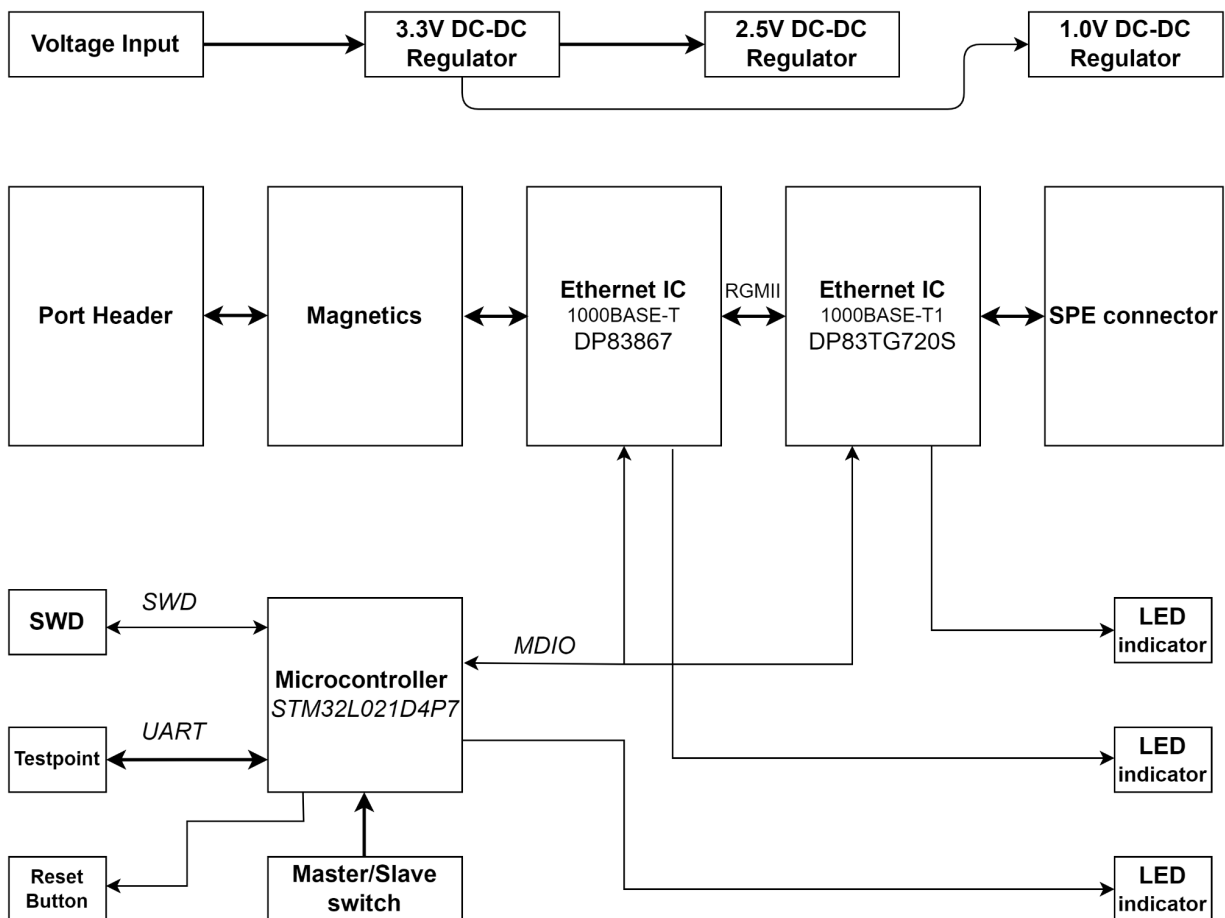 Voltage Input
3.3V DC-DC
Regulator
2.5V DC-DC
Regulator
1.0V DC-DC
Regulator
Port Header
Magnetics
Ethernet IC
1000BASE-T
DP83867
RGMII
Ethernet IC
1000BASE-T1
DP83TG720S
SPE connector
SWD
SWD
Microcontroller
STM32L021D4P7
MDIO
LED
indicator
Testpoint
UART
LED
indicator
Reset
Button
Master/Slave
switch
LED
indicator